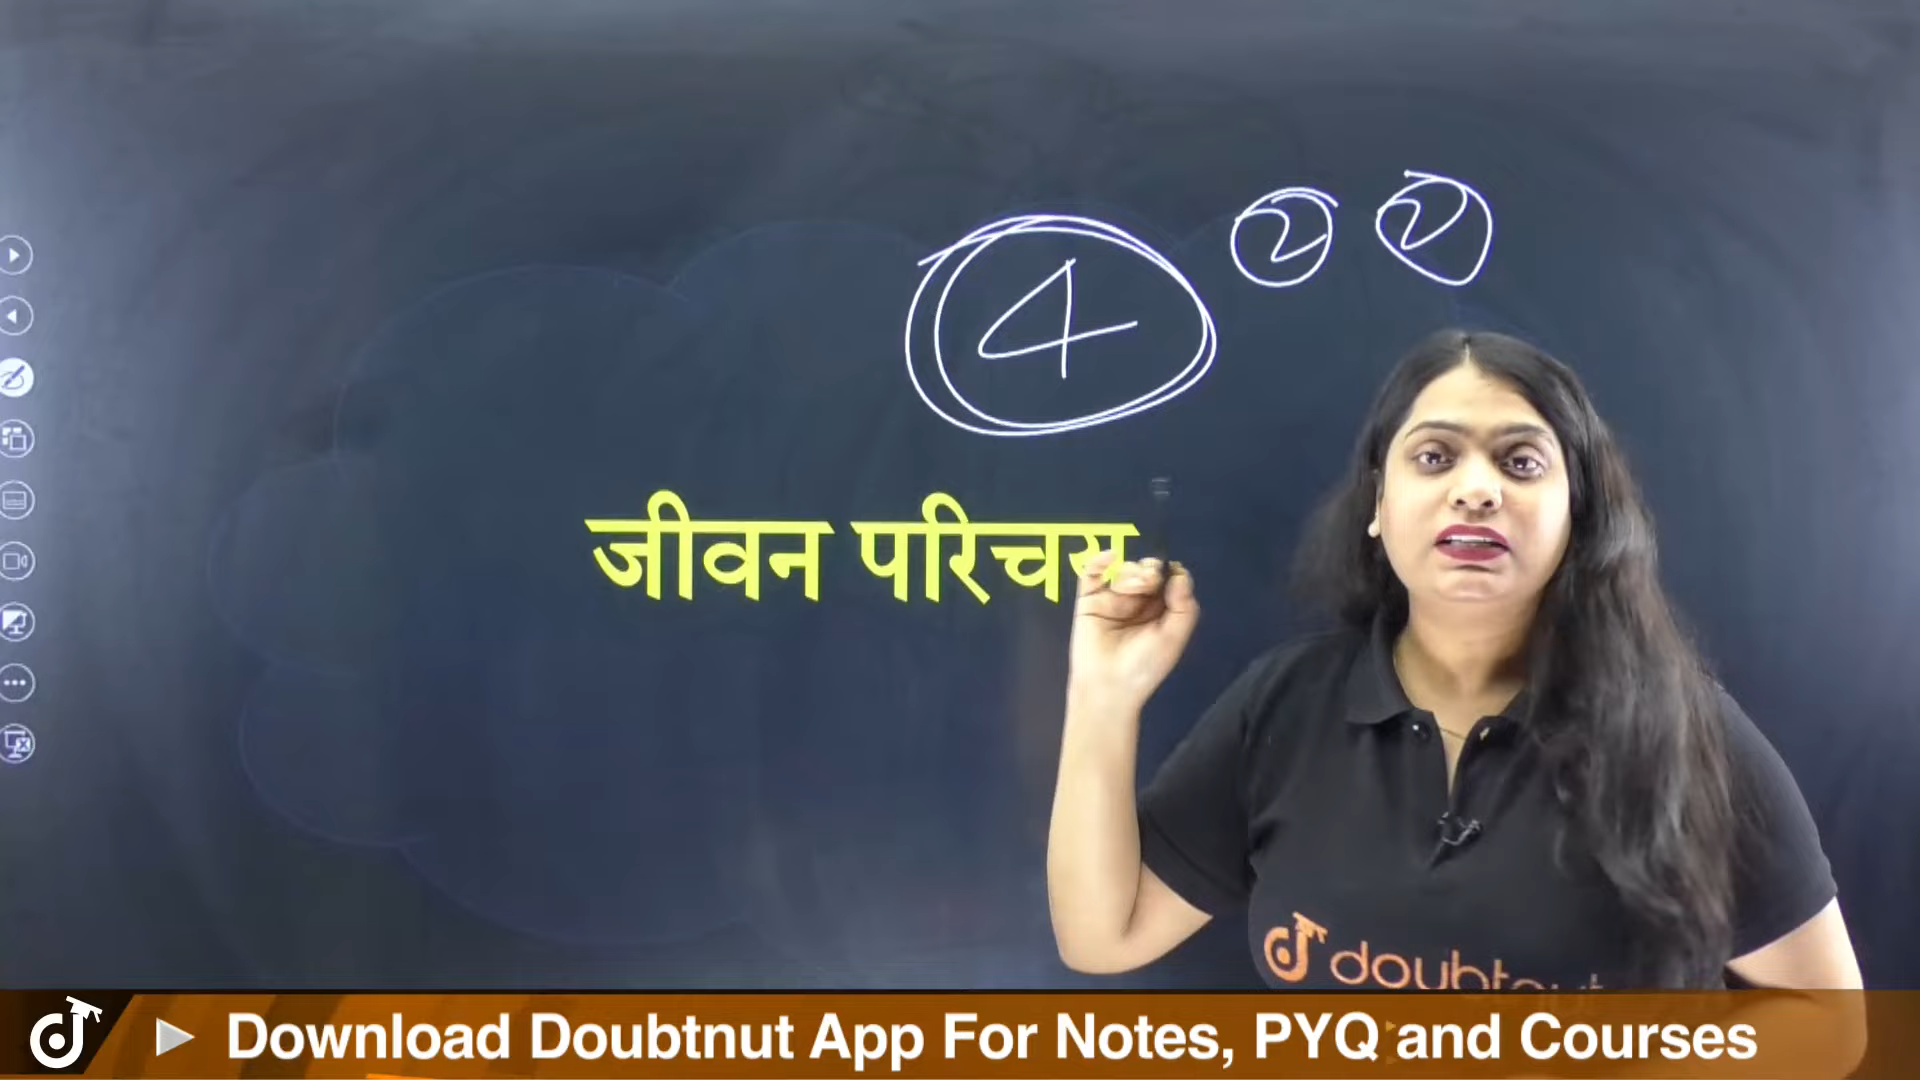 4 2 2
जीवन परिचय
doubtnut
Download Doubtnut App For Notes, PYQ and Courses